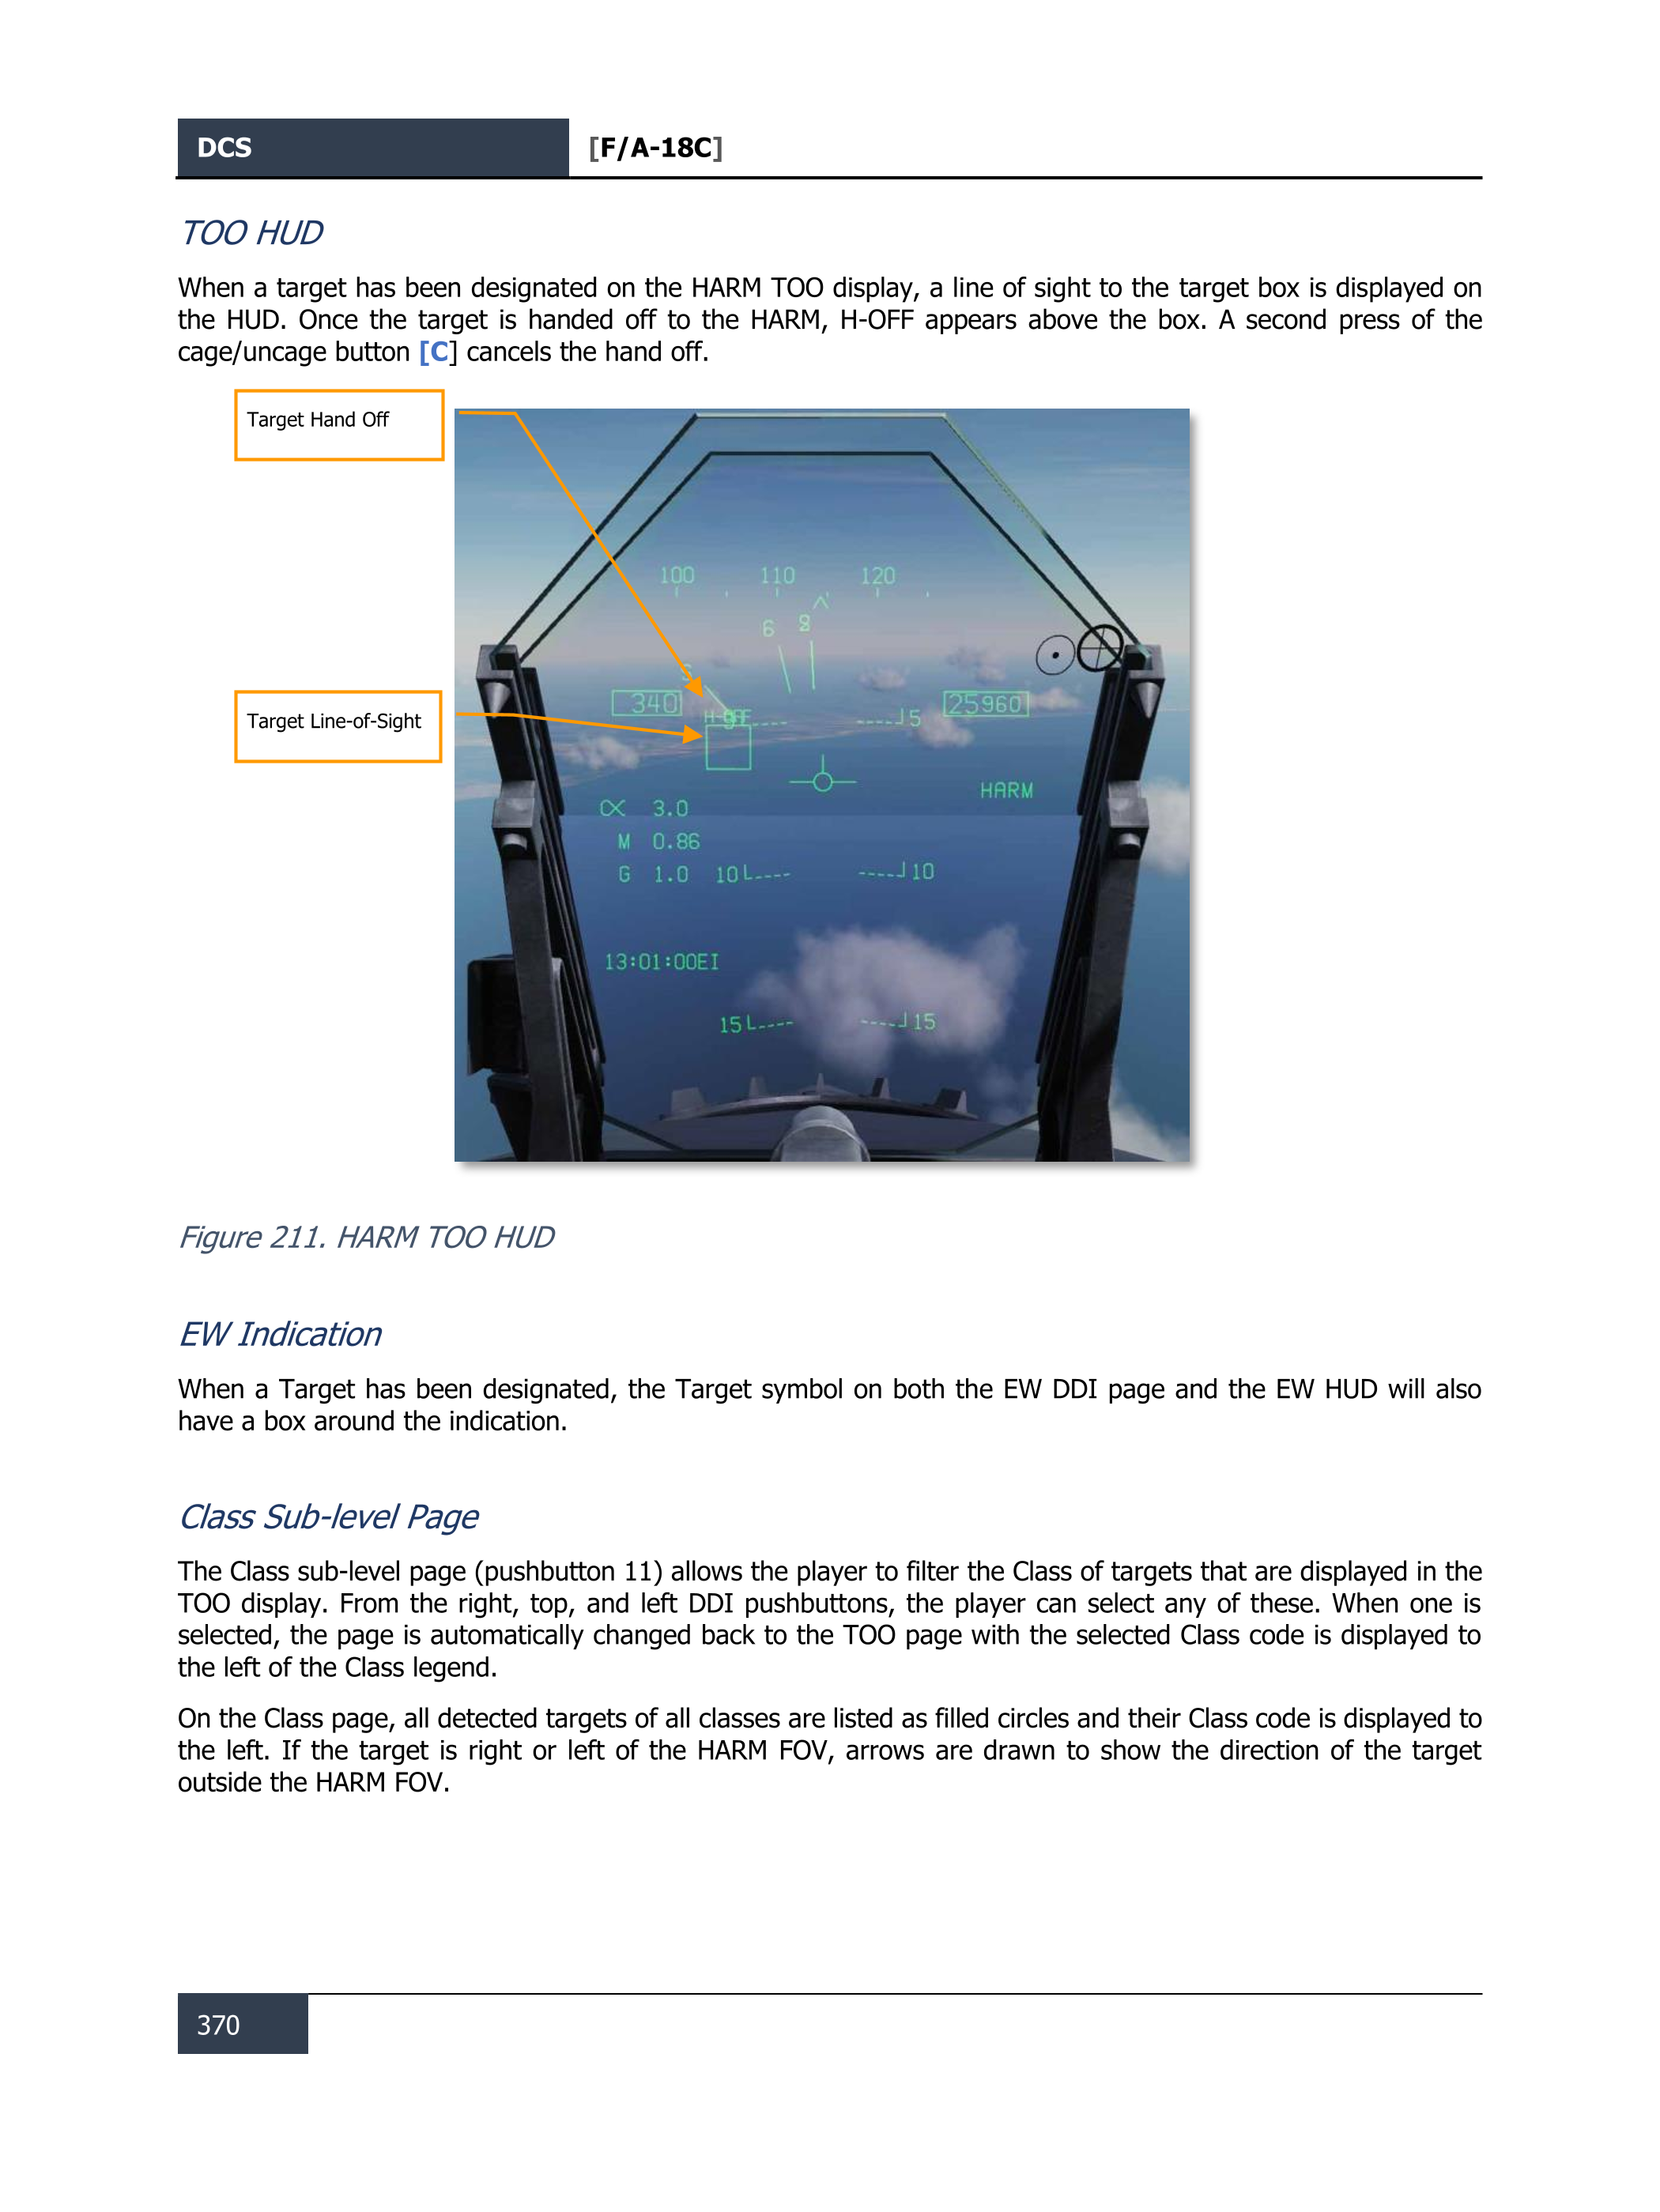 DCS [F/A-18C]
TOO HUD
When a target has been designated on the HARM TOO display, a line of sight to the target box is displayed on
the HUD. Once the target is handed off to the HARM, H-OFF appears above the box. A second press of the
cage/uncage button [C] cancels the hand off.
Target Hand Off
100 110 120
6 8
Target Line-of-Sight
340 25960
5
HARM
α 3.0
M 0.86
G 1.0 10 10
13:01:00EI
15 15
Figure 211. HARM TOO HUD
EW Indication
When a Target has been designated, the Target symbol on both the EW DDI page and the EW HUD will also
have a box around the indication.
Class Sub-level Page
The Class sub-level page (pushbutton 11) allows the player to filter the Class of targets that are displayed in the
TOO display. From the right, top, and left DDI pushbuttons, the player can select any of these. When one is
selected, the page is automatically changed back to the TOO page with the selected Class code is displayed to
the left of the Class legend.
On the Class page, all detected targets of all classes are listed as filled circles and their Class code is displayed to
the left. If the target is right or left of the HARM FOV, arrows are drawn to show the direction of the target
outside the HARM FOV.
370